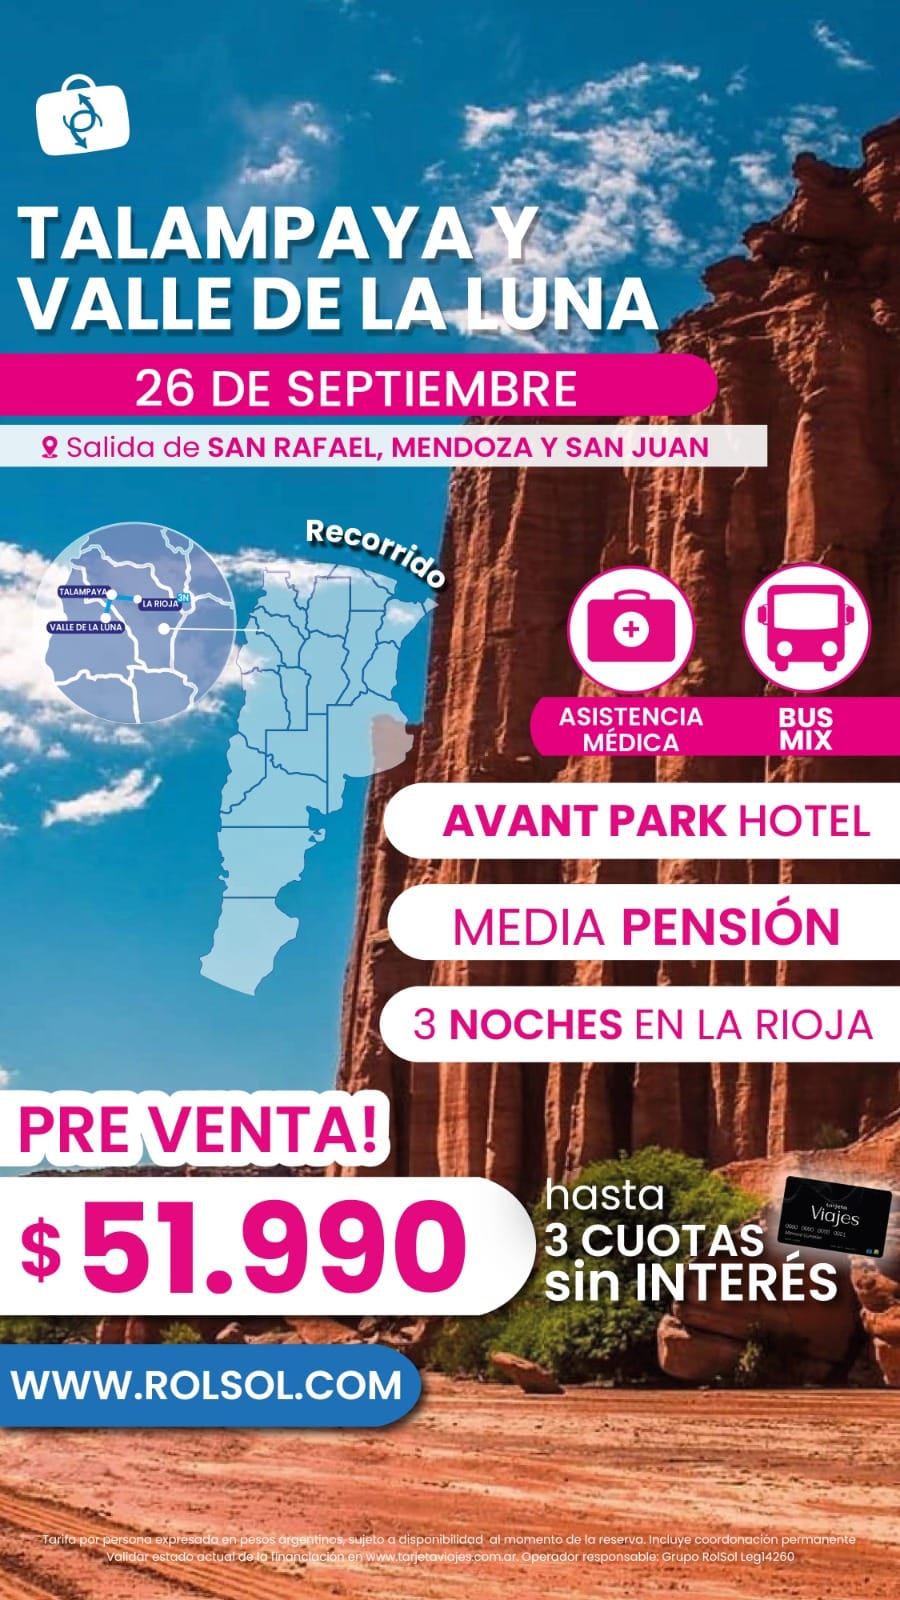 TALAMPAYA Y
VALLE DE LA LUNA
26 DE SEPTIEMBRE
Salida de SAN RAFAEL, MENDOZA Y SAN JUAN
Recorrido
TALAMPAYA
LA RIOJA
3N
VALLE DE LA LUNA
ASISTENCIA
MÉDICA
BUS
MIX
AVANT PARK HOTEL
MEDIA PENSIÓN
3 NOCHES EN LA RIOJA
PRE VENTA!
$ 51.990
hasta
3 CUOTAS
sin INTERÉS
tarjeta
Viajes
WWW.ROLSOL.COM
Tarifa por persona expresada en pesos argentinos, sujeto a disponibilidad al momento de la reserva. Incluye coordonación permanente
Validar estado actual de la financiación en www.tarjetaviajes.com.ar. Operador responsable: Grupo RolSol Leg14260